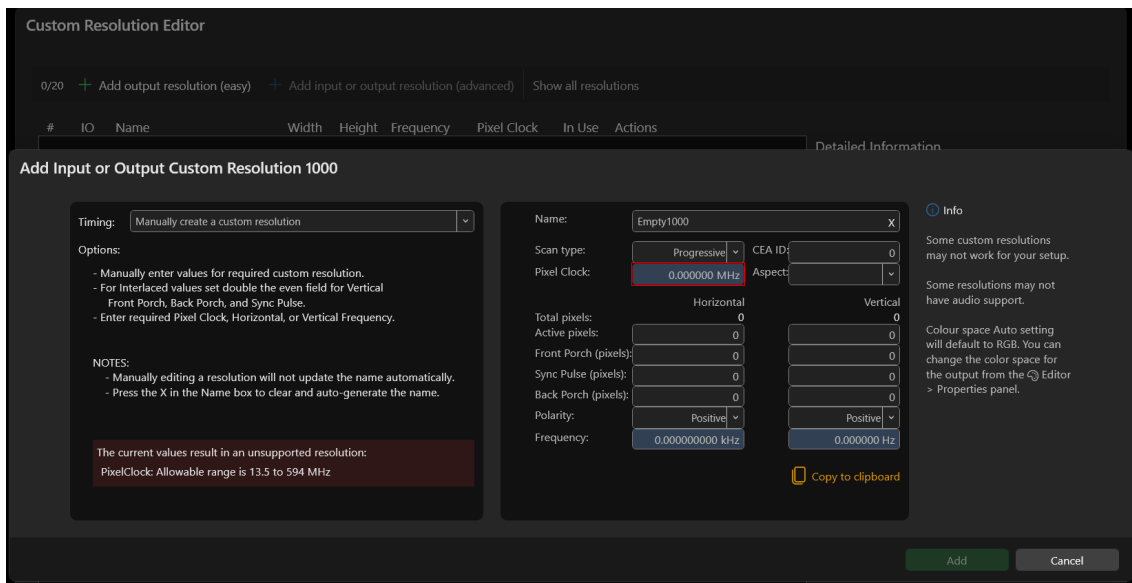 Custom Resolution Editor
0/20 + Add output resolution (easy) + Add input or output resolution (advanced) Show all resolutions
# IO Name Width Height Frequency Pixel Clock In Use Actions
Detailed Information
Add Input or Output Custom Resolution 1000
Timing: Manually create a custom resolution
Options:
- Manually enter values for required custom resolution.
- For Interlaced values set double the even field for Vertical
Front Porch, Back Porch, and Sync Pulse.
- Enter required Pixel Clock, Horizontal, or Vertical Frequency.
NOTES:
- Manually editing a resolution will not update the name automatically.
- Press the X in the Name box to clear and auto-generate the name.
The current values result in an unsupported resolution:
PixelClock: Allowable range is 13.5 to 594 MHz
Name: Empty1000 X
Scan type: Progressive CEA ID: 0
Pixel Clock: 0.000000 MHz Aspect:
Horizontal Vertical
Total pixels: 0 0
Active pixels: 0 0
Front Porch (pixels): 0 0
Sync Pulse (pixels): 0 0
Back Porch (pixels): 0 0
Polarity: Positive Positive
Frequency: 0.000000000 kHz 0.000000 Hz
Copy to clipboard
Info
Some custom resolutions
may not work for your setup.
Some resolutions may not
have audio support.
Colour space Auto setting
will default to RGB. You can
change the color space for
the output from the Editor
> Properties panel.
Add Cancel